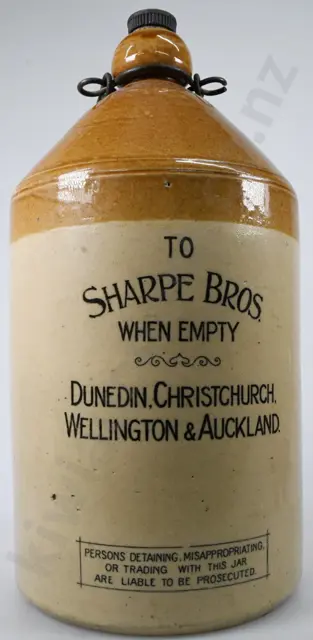 TO
SHARPE BROS.
WHEN EMPTY
DUNEDIN, CHRISTCHURCH,
WELLINGTON & AUCKLAND.
PERSONS DETAINING, MISAPPROPRIATING,
OR TRADING WITH THIS JAR
ARE LIABLE TO BE PROSECUTED.